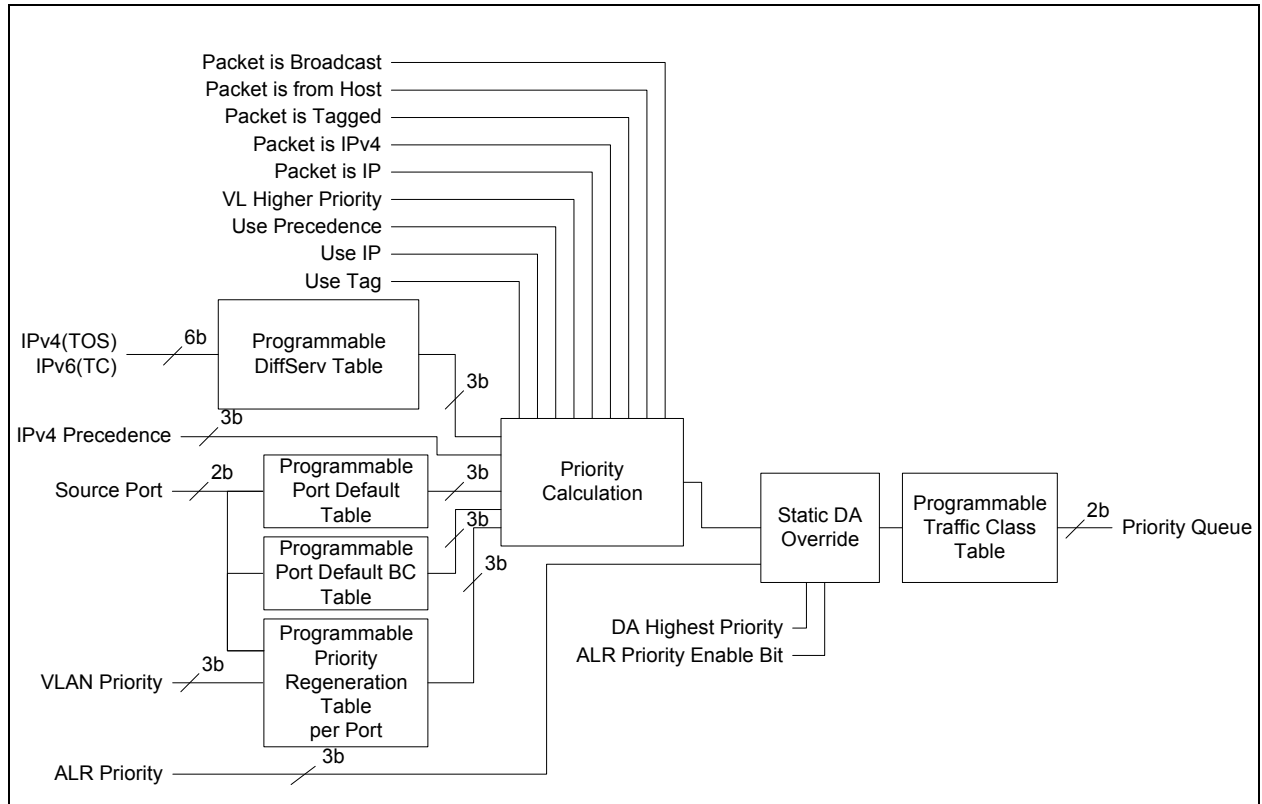 Packet is Broadcast
Packet is from Host
Packet is Tagged
Packet is IPv4
Packet is IP
VL Higher Priority
Use Precedence
Use IP
Use Tag
IPv4(TOS)
IPv6(TC)
6b
Programmable
DiffServ Table
3b
IPv4 Precedence
3b
Source Port
2b
Programmable
Port Default
Table
3b
Programmable
Port Default BC
Table
3b
Programmable
Priority
Regeneration
Table
per Port
3b
VLAN Priority
3b
ALR Priority
3b
Priority
Calculation
Static DA
Override
DA Highest Priority
ALR Priority Enable Bit
Programmable
Traffic Class
Table
2b
Priority Queue